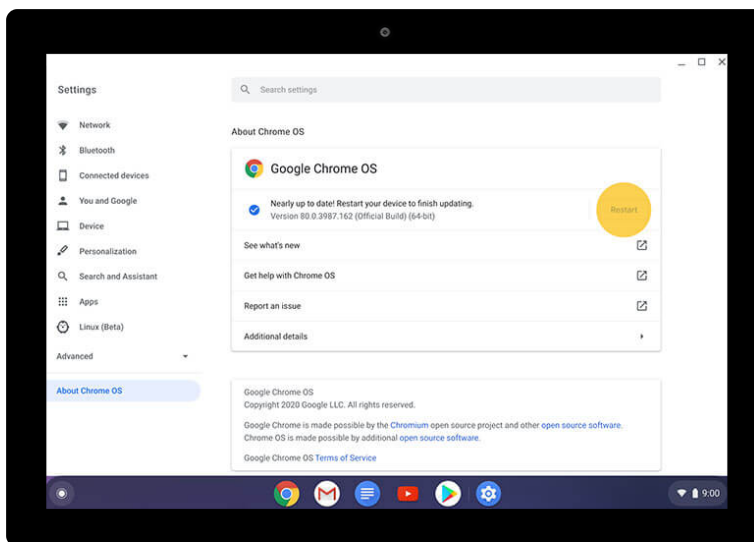 Settings
Search settings
Network
Bluetooth
Connected devices
You and Google
Device
Personalization
Search and Assistant
Apps
Linux (Beta)
Advanced
About Chrome OS
About Chrome OS
Google Chrome OS
Nearly up to date! Restart your device to finish updating.
Version 80.0.3987.162 (Official Build) (64-bit)
Restart
See what's new
Get help with Chrome OS
Report an issue
Additional details
Google Chrome OS
Copyright 2020 Google LLC. All rights reserved.
Google Chrome is made possible by the Chromium open source project and other open source software.
Chrome OS is made possible by additional open source software.
Google Chrome OS Terms of Service
9:00